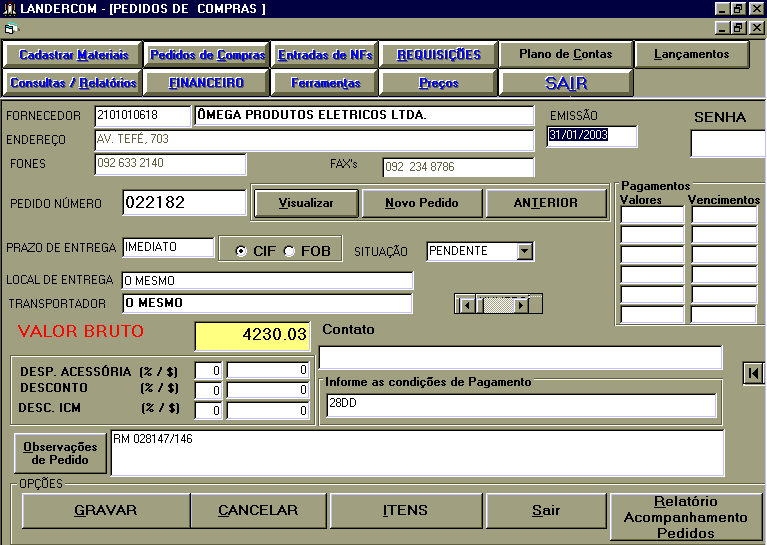 LANDERCOM - [PEDIDOS DE COMPRAS ]
Cadastrar Materiais Pedidos de Compras Entradas de NFs REQUISIÇÕES Plano de Contas Lançamentos
Consultas / Relatórios FINANCEIRO Ferramentas Preços SAIR
FORNECEDOR 2101010618 ÔMEGA PRODUTOS ELETRICOS LTDA. EMISSÃO SENHA
ENDEREÇO AV. TEFÉ, 703 31/01/2003
FONES 092 633 2140 FAX's 092 234 8786
Pagamentos
Valores Vencimentos
PEDIDO NÚMERO 022182 Visualizar Novo Pedido ANTERIOR
PRAZO DE ENTREGA IMEDIATO CIF FOB SITUAÇÃO PENDENTE
LOCAL DE ENTREGA O MESMO
TRANSPORTADOR O MESMO
VALOR BRUTO 4230.03 Contato
DESP. ACESSÓRIA (% / $) 0 0
DESCONTO (% / $) 0 0
DESC. ICM (% / $) 0 0
Informe as condições de Pagamento
28DD
Observações de Pedido RM 028147/146
OPÇÕES
GRAVAR CANCELAR ITENS Sair Relatório Acompanhamento Pedidos